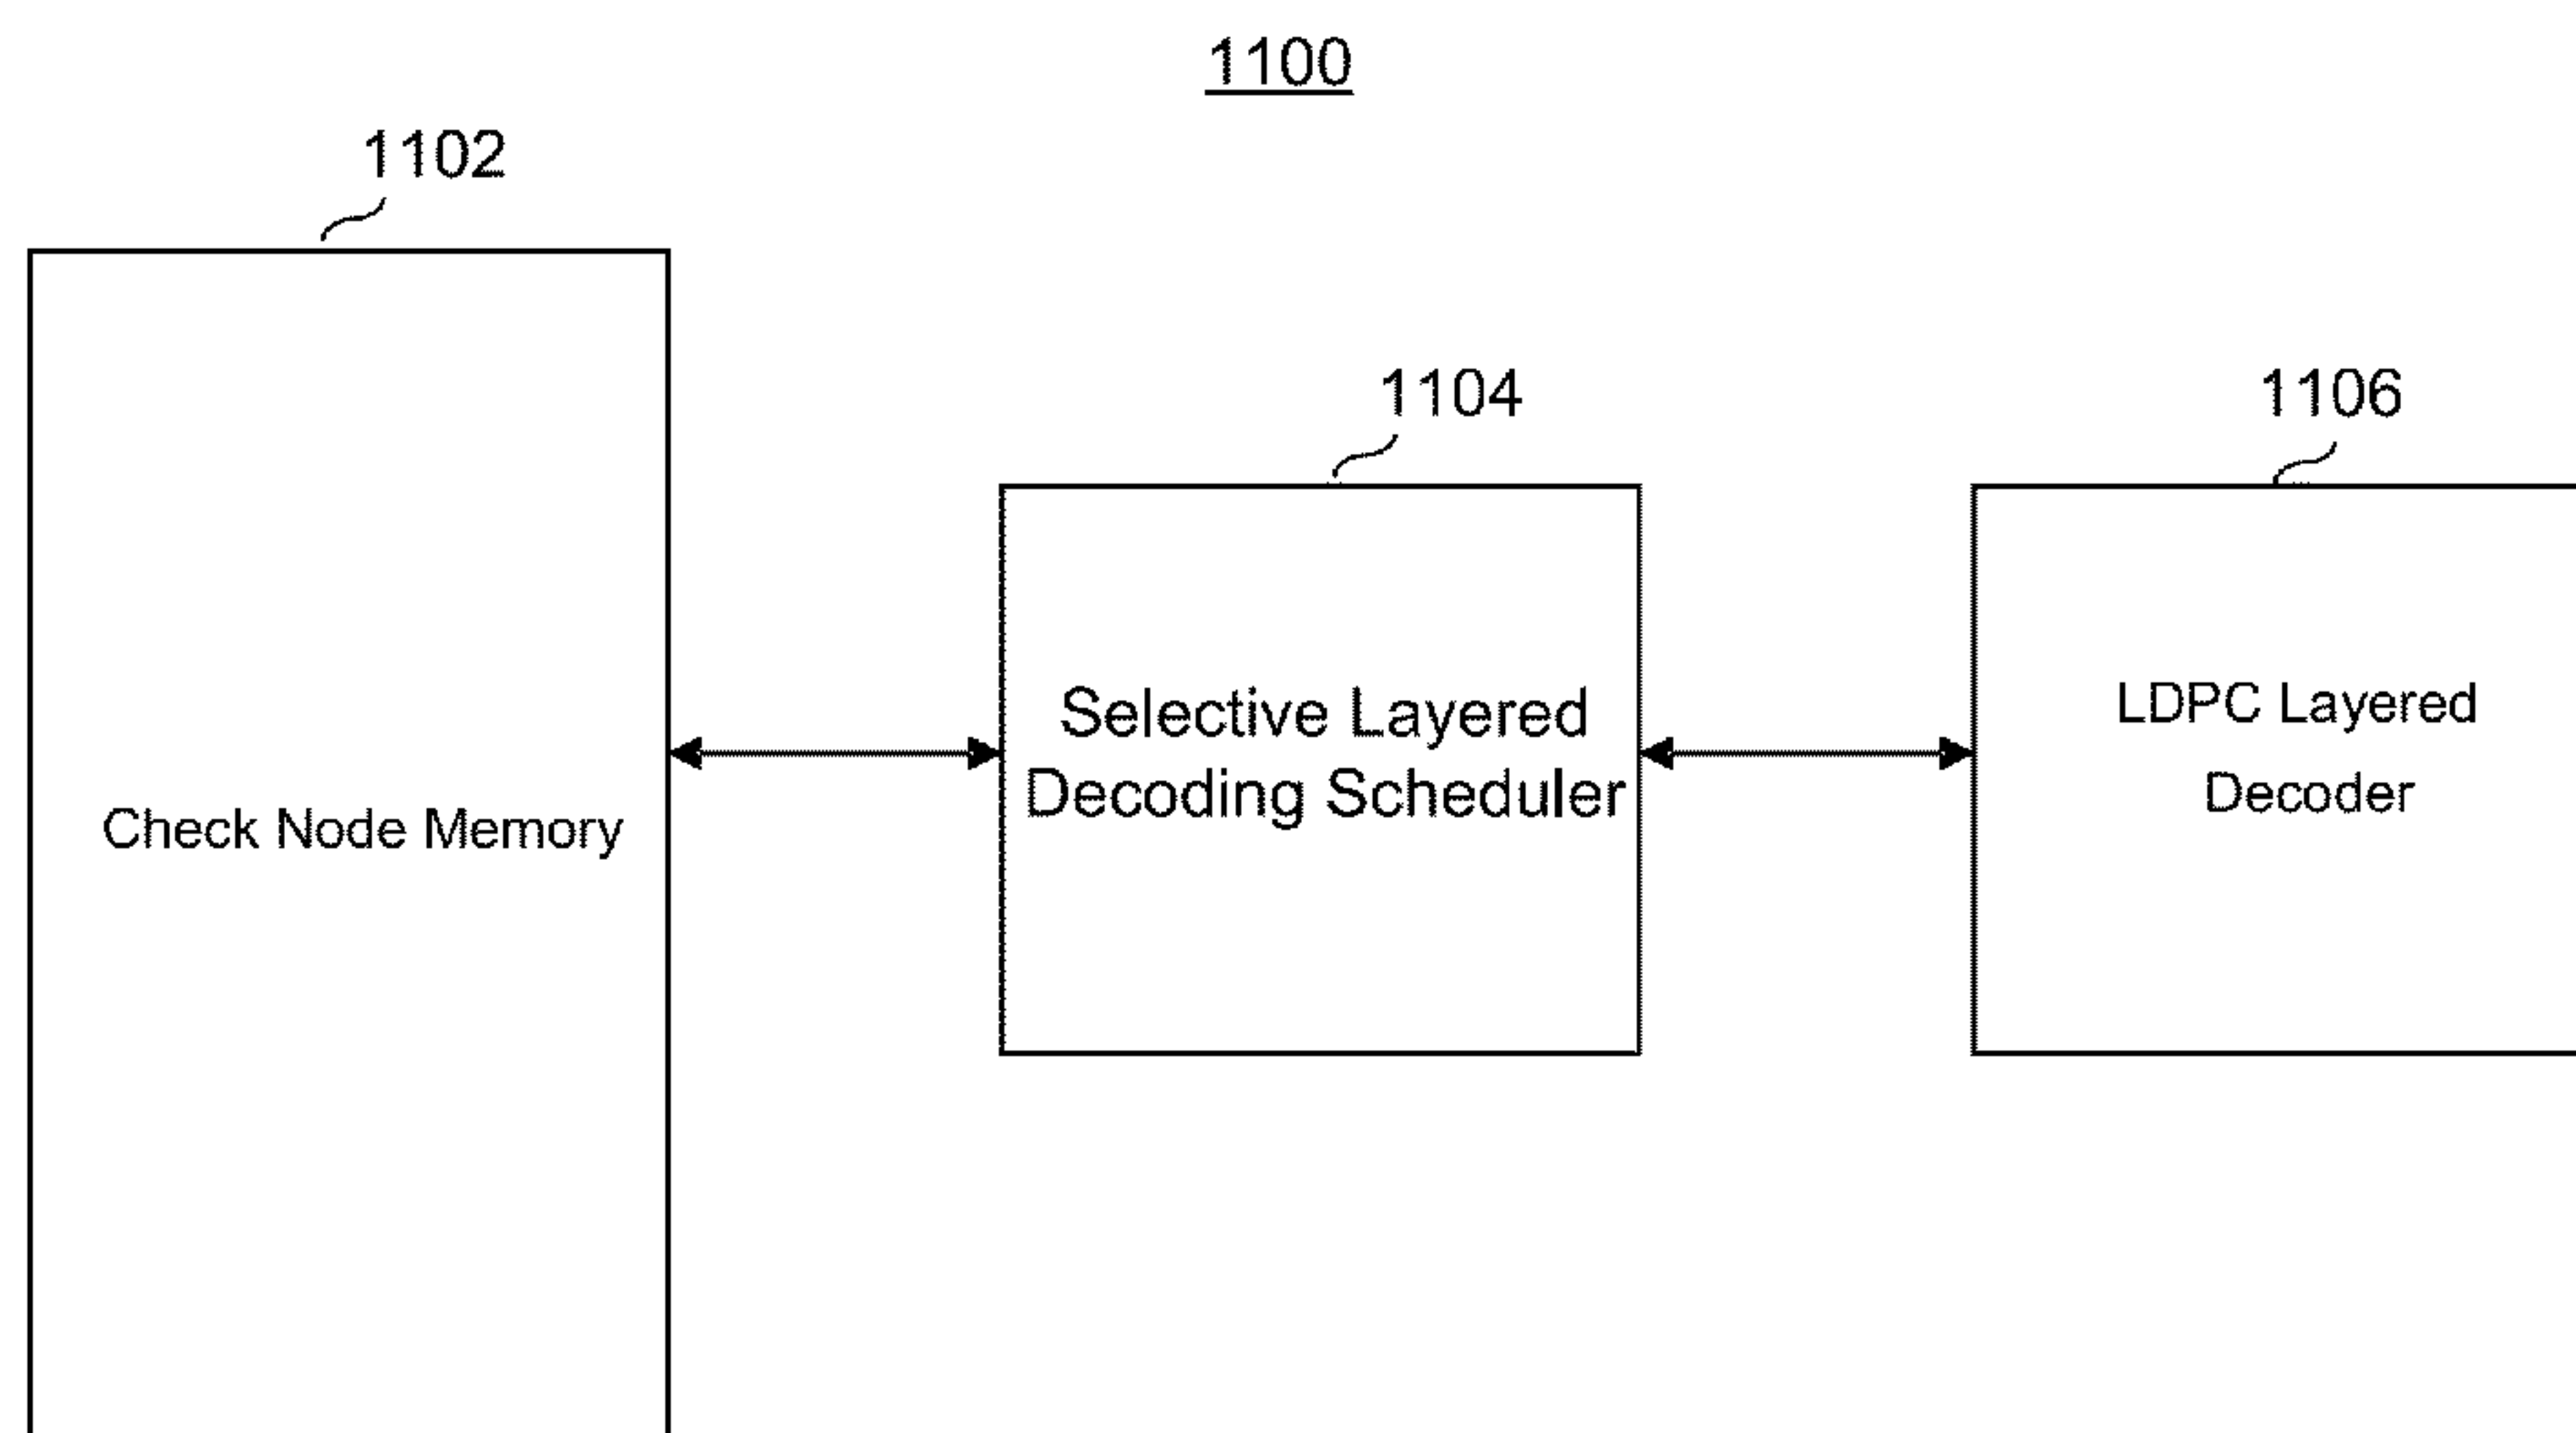 1100
1102
1104
1106
Selective Layered
Decoding Scheduler
LDPC Layered
Decoder
Check Node Memory